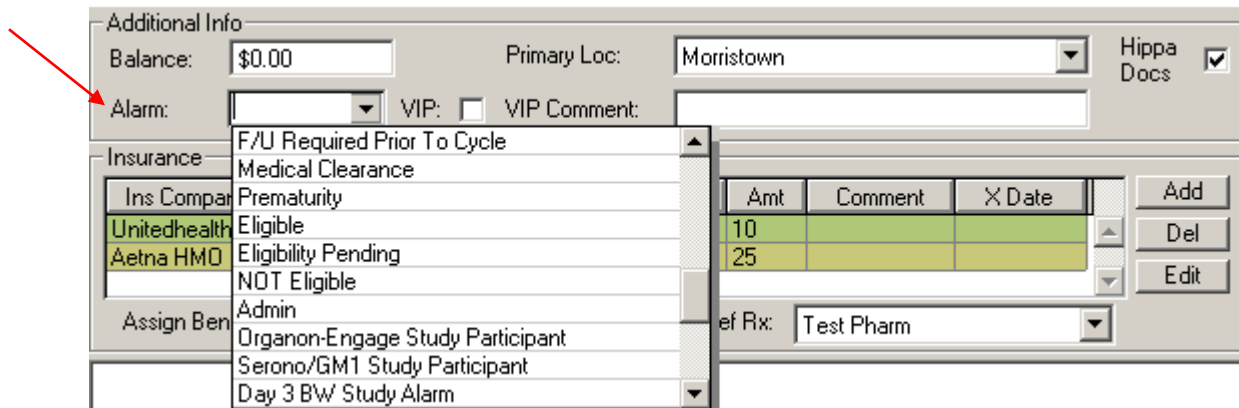 Additional Info
Balance: $0.00 Primary Loc: Morristown Hippa Docs
Alarm: VIP: VIP Comment:
F/U Required Prior To Cycle
Insurance
Medical Clearance
Ins Compar Prematurity Amt Comment X Date Add
Unitedhealth Eligible 10 Del
Aetna HMO Eligibility Pending 25
NOT Eligible Edit
Assign Ben Admin ef Rx: Test Pharm
Organon-Engage Study Participant
Serono/GM1 Study Participant
Day 3 BW Study Alarm